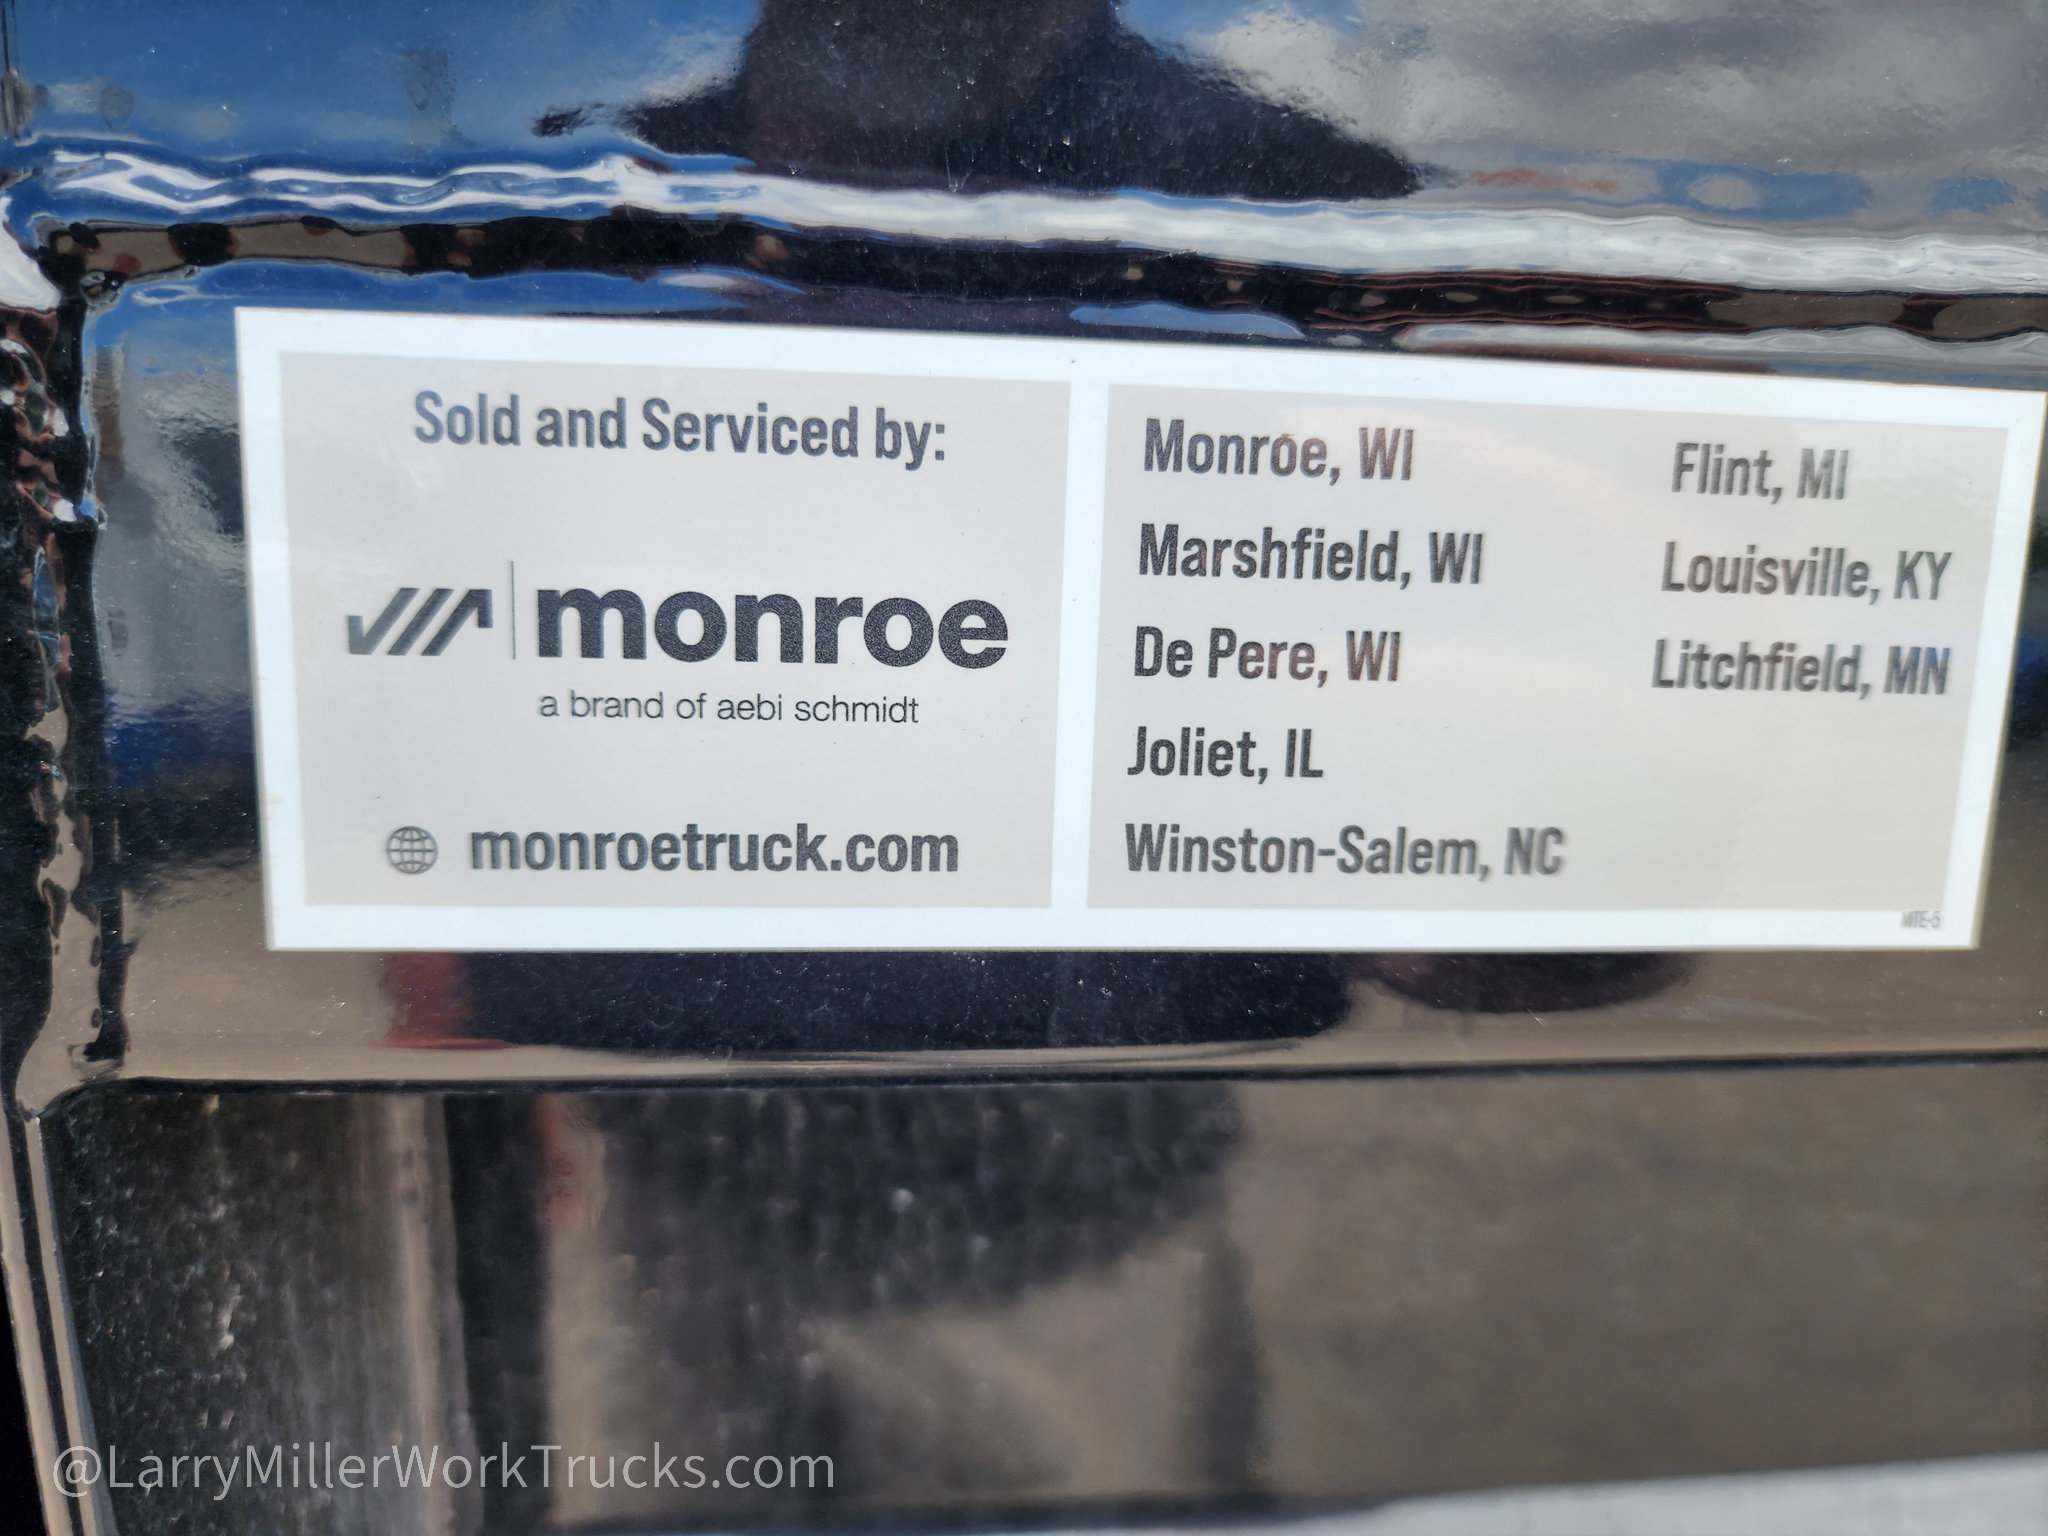 Sold and Serviced by:
monroe
a brand of aebi schmidt
monroetruck.com
Monroe, WI
Marshfield, WI
De Pere, WI
Joliet, IL
Winston-Salem, NC
Flint, MI
Louisville, KY
Litchfield, MN
MTE-5
@LarryMillerWorkTrucks.com